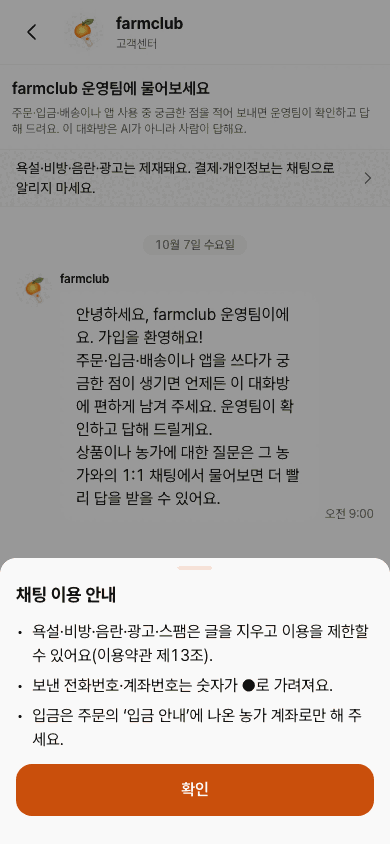 farmclub
고객센터
farmclub 운영팀에 물어보세요
주문·입금·배송이나 앱 사용 중 궁금한 점을 적어 보내면 운영팀이 확인하고 답
해 드려요. 이 대화방은 AI가 아니라 사람이 답해요.
욕설·비방·음란·광고는 제재돼요. 결제·개인정보는 채팅으로
알리지 마세요.
10월 7일 수요일
farmclub
안녕하세요, farmclub 운영팀이에
요. 가입을 환영해요!
주문·입금·배송이나 앱을 쓰다가 궁
금한 점이 생기면 언제든 이 대화방
에 편하게 남겨 주세요. 운영팀이 확
인하고 답해 드릴게요.
상품이나 농가에 대한 질문은 그 농
가와의 1:1 채팅에서 물어보면 더 빨
리 답을 받을 수 있어요.
오전 9:00
채팅 이용 안내
• 욕설·비방·음란·광고·스팸은 글을 지우고 이용을 제한할
수 있어요(이용약관 제13조).
• 보낸 전화번호·계좌번호는 숫자가 ●로 가려져요.
• 입금은 주문의 ‘입금 안내’에 나온 농가 계좌로만 해 주
세요.
확인